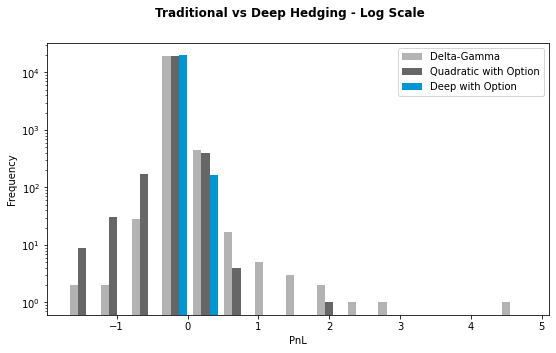 Traditional vs Deep Hedging - Log Scale
Delta-Gamma
Quadratic with Option
Deep with Option
Frequency
10⁴
10³
10²
10¹
10⁰
−1 0 1 2 3 4 5
PnL